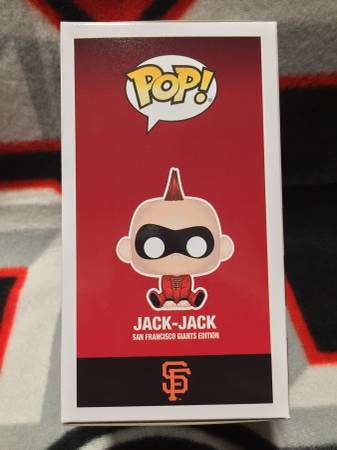 POP!
JACK-JACK
SAN FRANCISCO GIANTS EDITION
SF